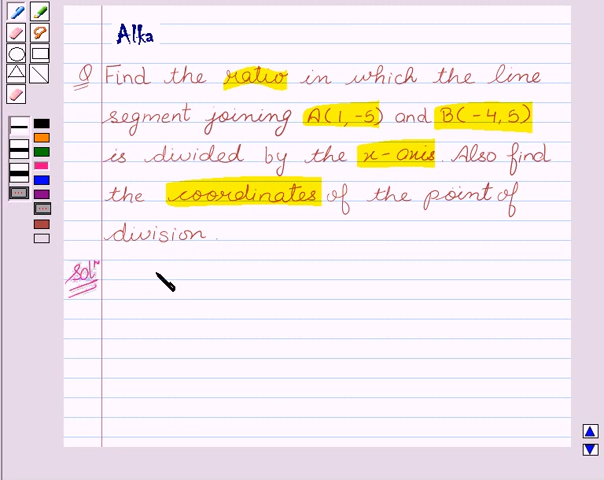 Alka
Q Find the ratio in which the line
segment joining A(1, -5) and B(-4, 5)
is divided by the x-axis. Also find
the coordinates of the point of
division.
Solⁿ